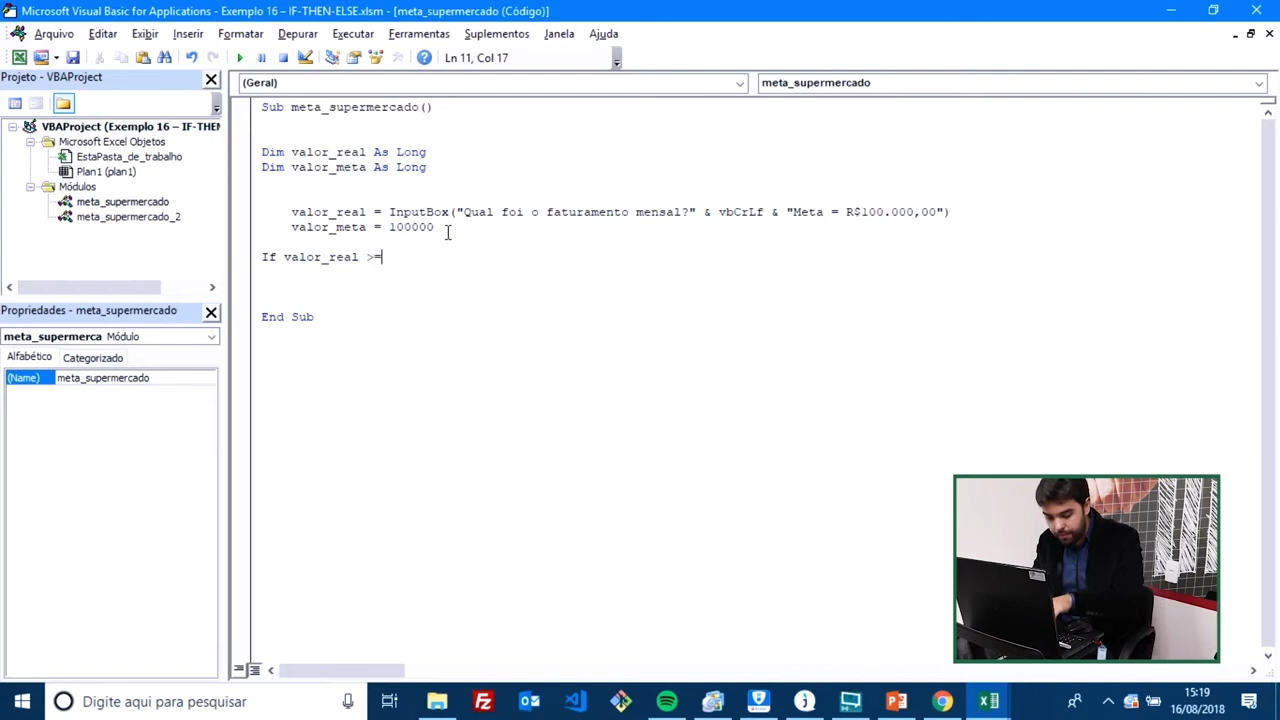 Microsoft Visual Basic for Applications - Exemplo 16 – IF-THEN-ELSE.xlsm - [meta_supermercado (Código)]
Arquivo Editar Exibir Inserir Formatar Depurar Executar Ferramentas Suplementos Janela Ajuda
Ln 11, Col 17
Projeto - VBAProject
(Geral)
meta_supermercado
VBAProject (Exemplo 16 – IF-THEN
Microsoft Excel Objetos
EstaPasta_de_trabalho
Plan1 (plan1)
Módulos
meta_supermercado
meta_supermercado_2
Propriedades - meta_supermercado
meta_supermerca Módulo
Alfabético Categorizado
(Name) meta_supermercado
Sub meta_supermercado()
Dim valor_real As Long
Dim valor_meta As Long
valor_real = InputBox("Qual foi o faturamento mensal?" & vbCrLf & "Meta = R$100.000,00")
valor_meta = 100000
If valor_real >=
End Sub
Digite aqui para pesquisar
15:19
16/08/2018